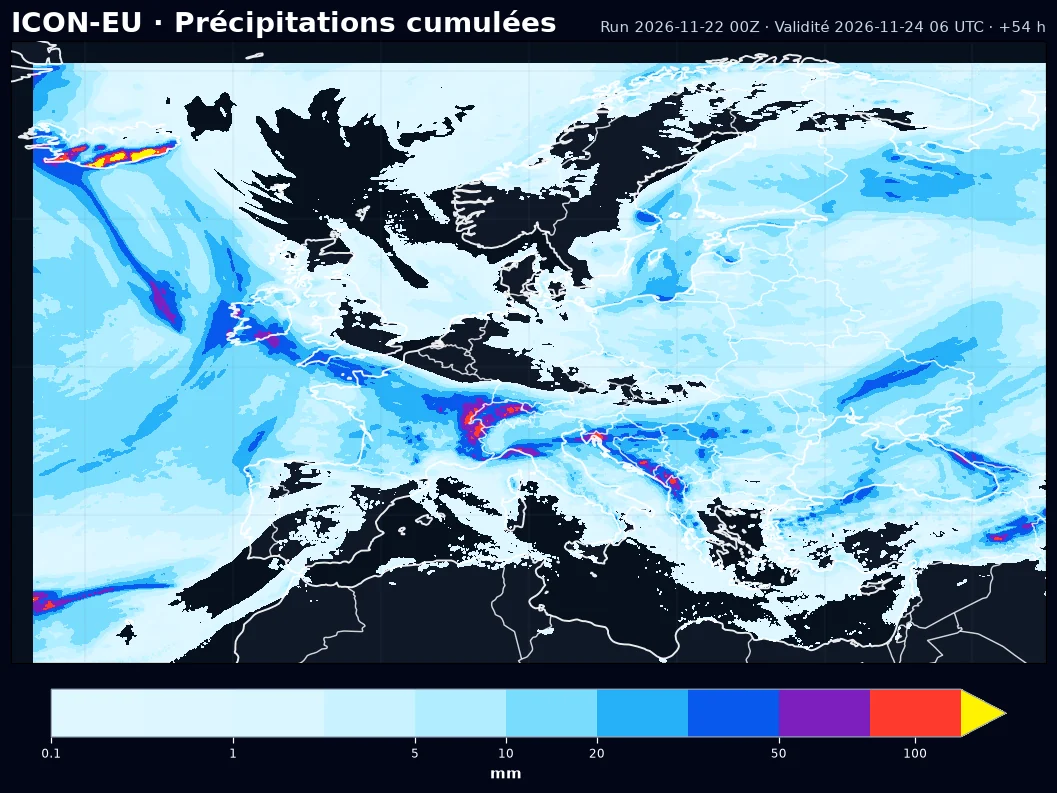 ICON-EU · Précipitations cumulées
Run 2026-11-22 00Z · Validité 2026-11-24 06 UTC · +54 h
0.1 1 5 10 20 50 100
mm